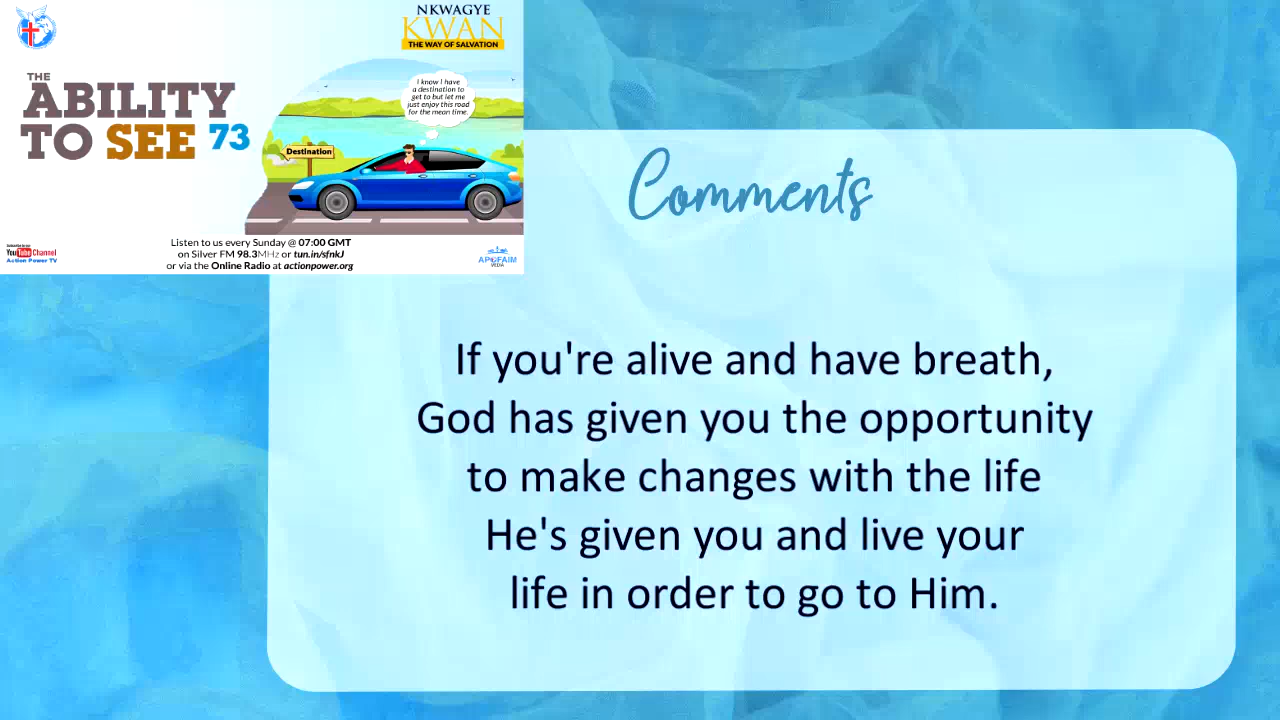 NKWAGYE
KWAN
THE WAY OF SALVATION
THE
ABILITY
TO SEE 73
I know I have
a destination to
get to but let me
just enjoy this road
for the mean time.
Destination
Listen to us every Sunday @ 07:00 GMT
on Silver FM 98.3MHz or tun.in/sfnkJ
or via the Online Radio at actionpower.org
YouTube Channel
Action Power TV
APOFAIM
MEDIA
Comments
If you're alive and have breath,
God has given you the opportunity
to make changes with the life
He's given you and live your
life in order to go to Him.